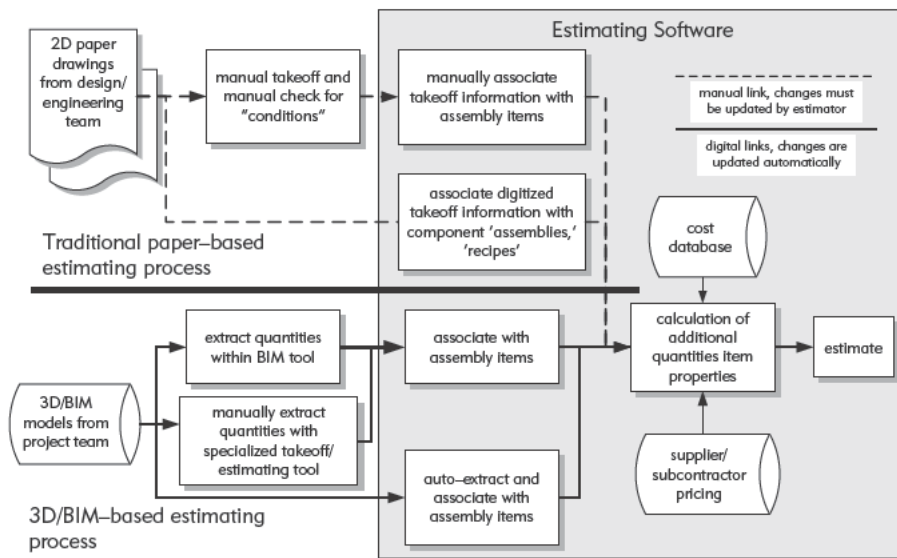 Estimating Software
2D paper
drawings
from design/
engineering
team
manual takeoff and
manual check for
"conditions"
manually associate
takeoff information with
assembly items
manual link, changes must
be updated by estimator
digital links, changes are
updated automatically
associate digitized
takeoff information with
component 'assemblies,'
'recipes'
Traditional paper–based
estimating process
cost
database
extract quantities
within BIM tool
associate with
assembly items
calculation of
additional
quantities item
properties
estimate
3D/BIM
models from
project team
manually extract
quantities with
specialized takeoff/
estimating tool
auto–extract and
associate with
assembly items
supplier/
subcontractor
pricing
3D/BIM–based estimating
process